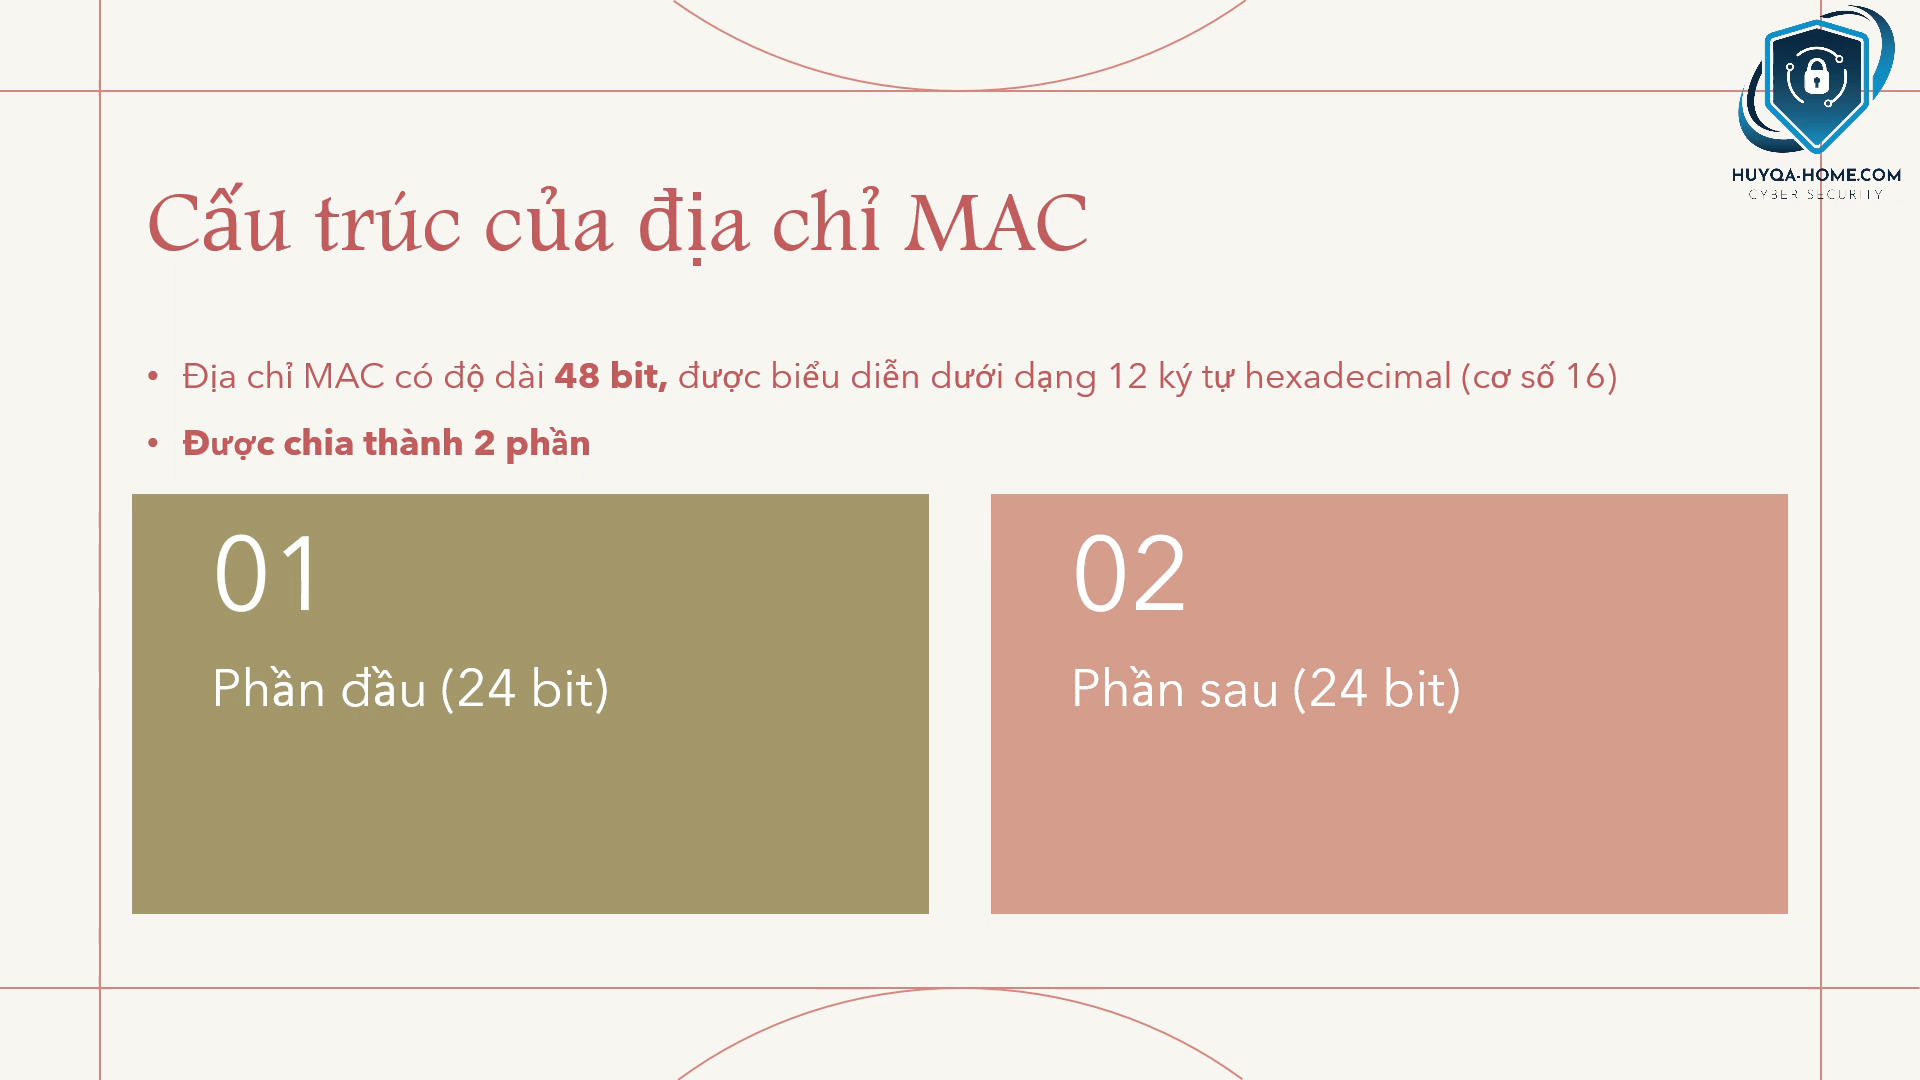 HUYQA-HOME.COM
CYBER SECURITY
Cấu trúc của địa chỉ MAC
• Địa chỉ MAC có độ dài 48 bit, được biểu diễn dưới dạng 12 ký tự hexadecimal (cơ số 16)
• Được chia thành 2 phần
01
Phần đầu (24 bit)
02
Phần sau (24 bit)